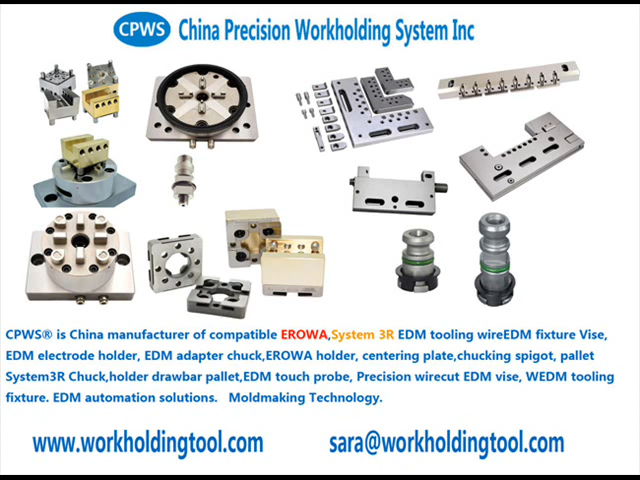 CPWS China Precision Workholding System Inc
CPWS® is China manufacturer of compatible EROWA,System 3R EDM tooling wireEDM fixture Vise,
EDM electrode holder, EDM adapter chuck,EROWA holder, centering plate,chucking spigot, pallet
System3R Chuck,holder drawbar pallet,EDM touch probe, Precision wirecut EDM vise, WEDM tooling
fixture. EDM automation solutions. Moldmaking Technology.
www.workholdingtool.com sara@workholdingtool.com